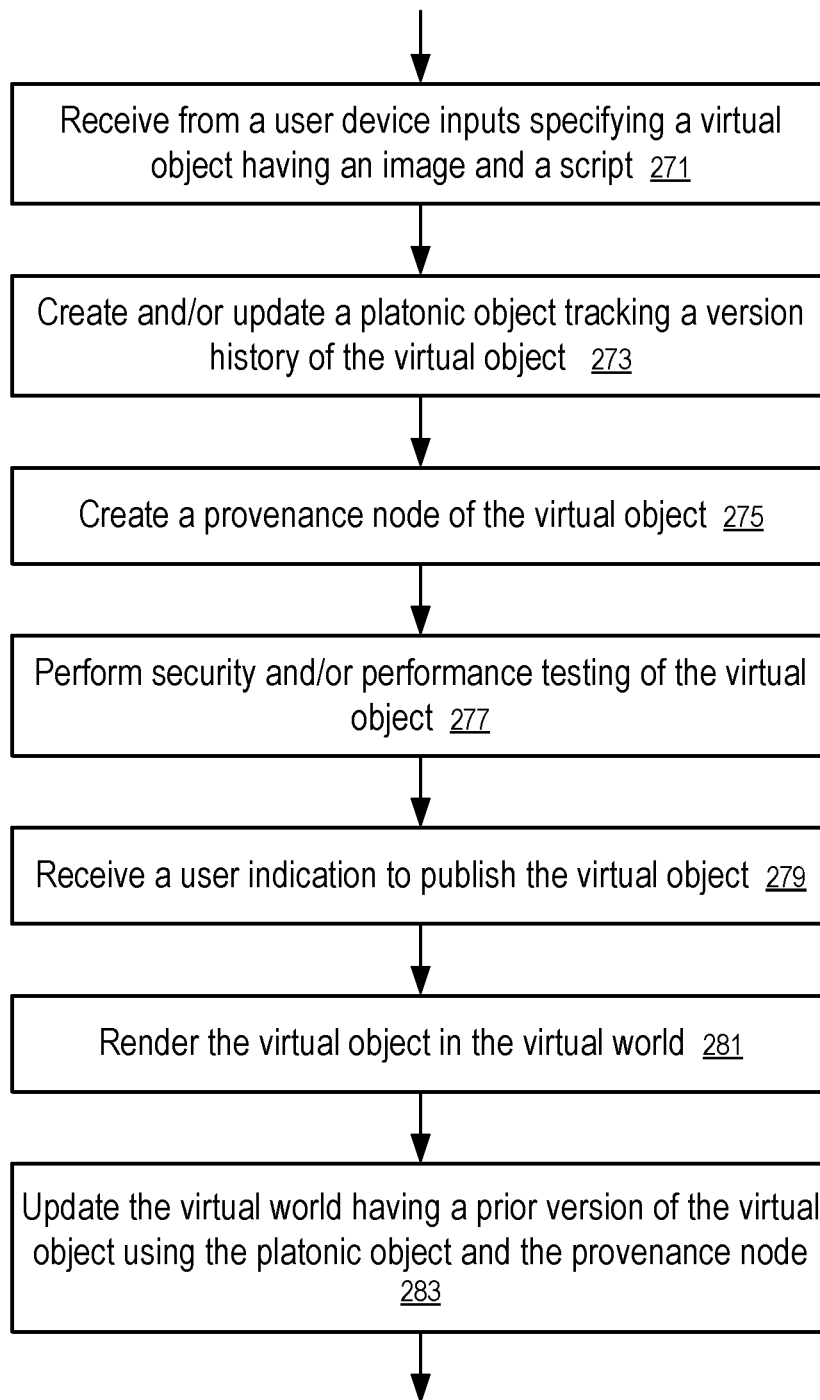 Receive from a user device inputs specifying a virtual
object having an image and a script 271
Create and/or update a platonic object tracking a version
history of the virtual object 273
Create a provenance node of the virtual object 275
Perform security and/or performance testing of the virtual
object 277
Receive a user indication to publish the virtual object 279
Render the virtual object in the virtual world 281
Update the virtual world having a prior version of the virtual
object using the platonic object and the provenance node
283